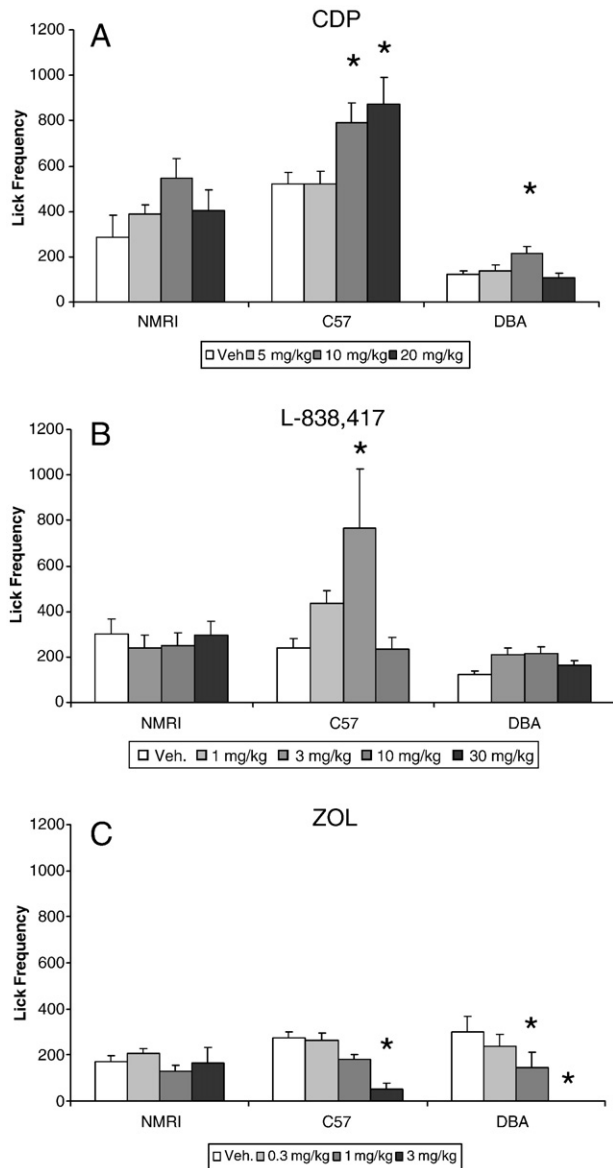 A
CDP
1200
1000
800
600
400
200
0
Lick Frequency
* *
*
NMRI C57 DBA
Veh 5 mg/kg 10 mg/kg 20 mg/kg
B
L-838,417
1200
1000
800
600
400
200
0
Lick Frequency
*
NMRI C57 DBA
Veh. 1 mg/kg 3 mg/kg 10 mg/kg 30 mg/kg
C
ZOL
1200
1000
800
600
400
200
0
Lick Frequency
* *
*
NMRI C57 DBA
Veh. 0.3 mg/kg 1 mg/kg 3 mg/kg